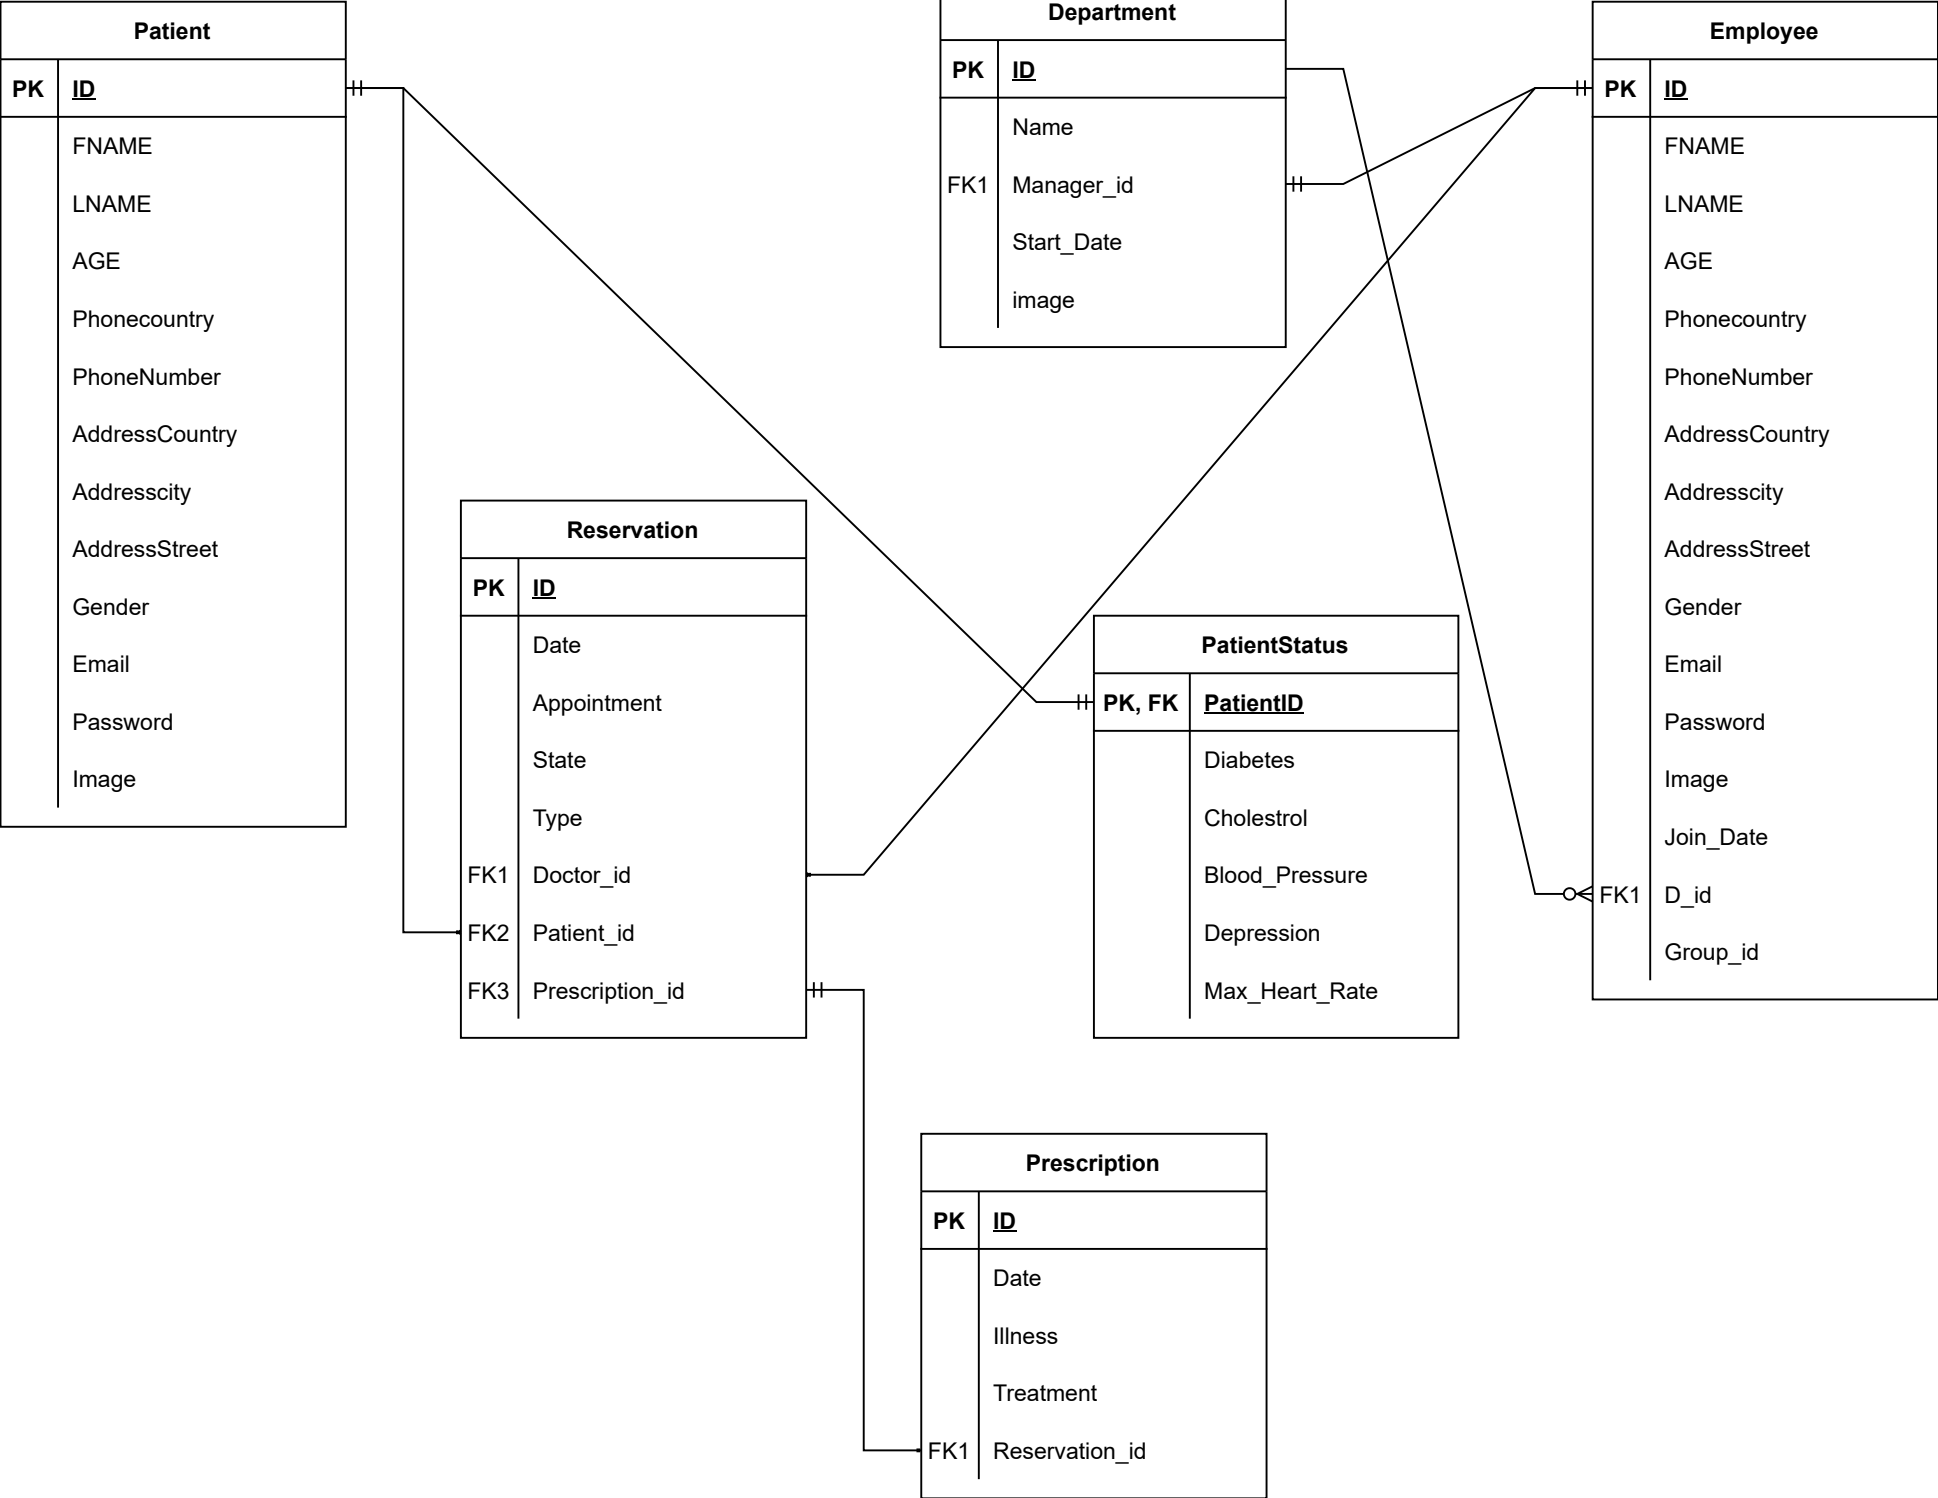 Patient
PK ID
FNAME
LNAME
AGE
Phonecountry
PhoneNumber
AddressCountry
Addresscity
AddressStreet
Gender
Email
Password
Image
Department
PK ID
Name
FK1 Manager_id
Start_Date
image
Employee
PK ID
FNAME
LNAME
AGE
Phonecountry
PhoneNumber
AddressCountry
Addresscity
AddressStreet
Gender
Email
Password
Image
Join_Date
FK1 D_id
Group_id
Reservation
PK ID
Date
Appointment
State
Type
FK1 Doctor_id
FK2 Patient_id
FK3 Prescription_id
PatientStatus
PK, FK PatientID
Diabetes
Cholestrol
Blood_Pressure
Depression
Max_Heart_Rate
Prescription
PK ID
Date
Illness
Treatment
FK1 Reservation_id